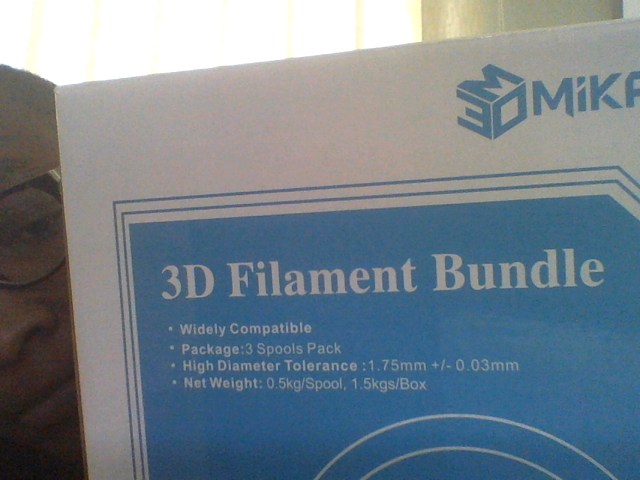 3D MiKA
3D Filament Bundle
• Widely Compatible
• Package:3 Spools Pack
• High Diameter Tolerance :1.75mm +/- 0.03mm
• Net Weight: 0.5kg/Spool, 1.5kgs/Box